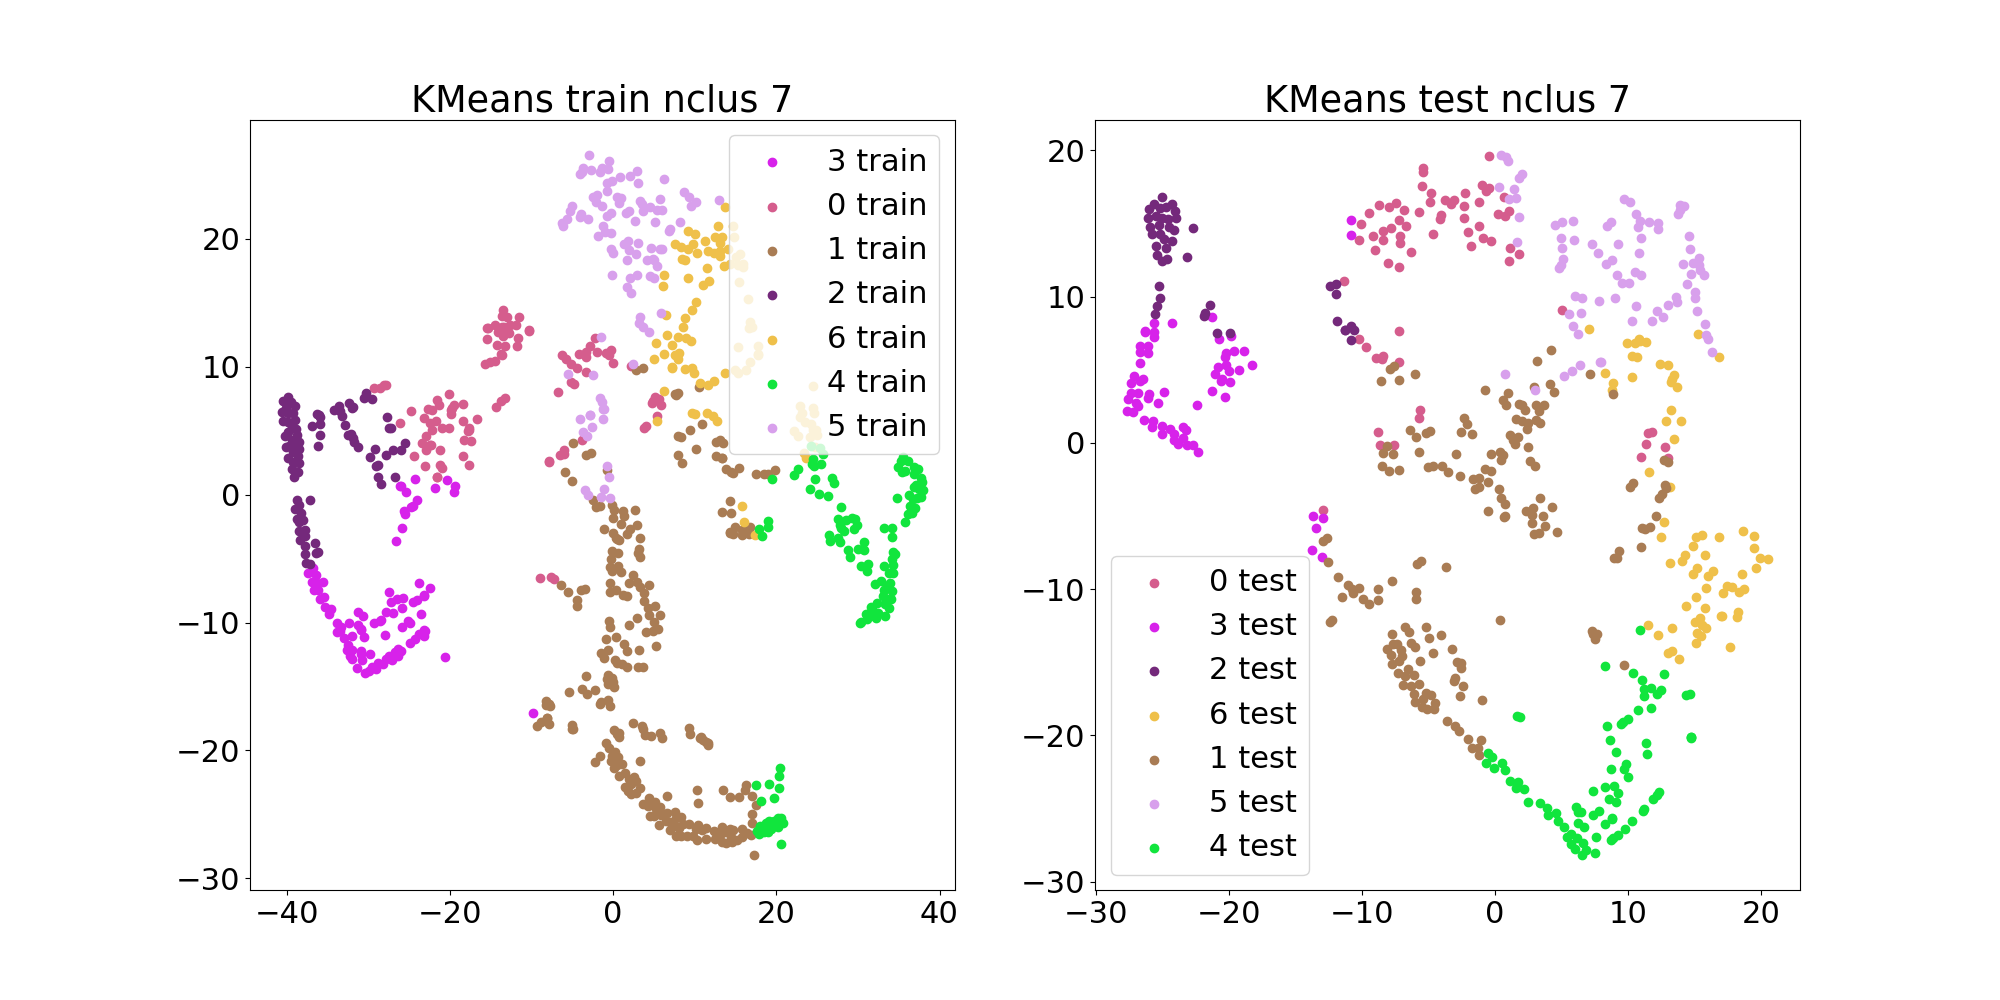 KMeans train nclus 7
3 train
0 train
1 train
2 train
6 train
4 train
5 train
20
10
0
−10
−20
−30
−40 −20 0 20 40
KMeans test nclus 7
20
10
0
−10
−20
−30
0 test
3 test
2 test
6 test
1 test
5 test
4 test
−30 −20 −10 0 10 20